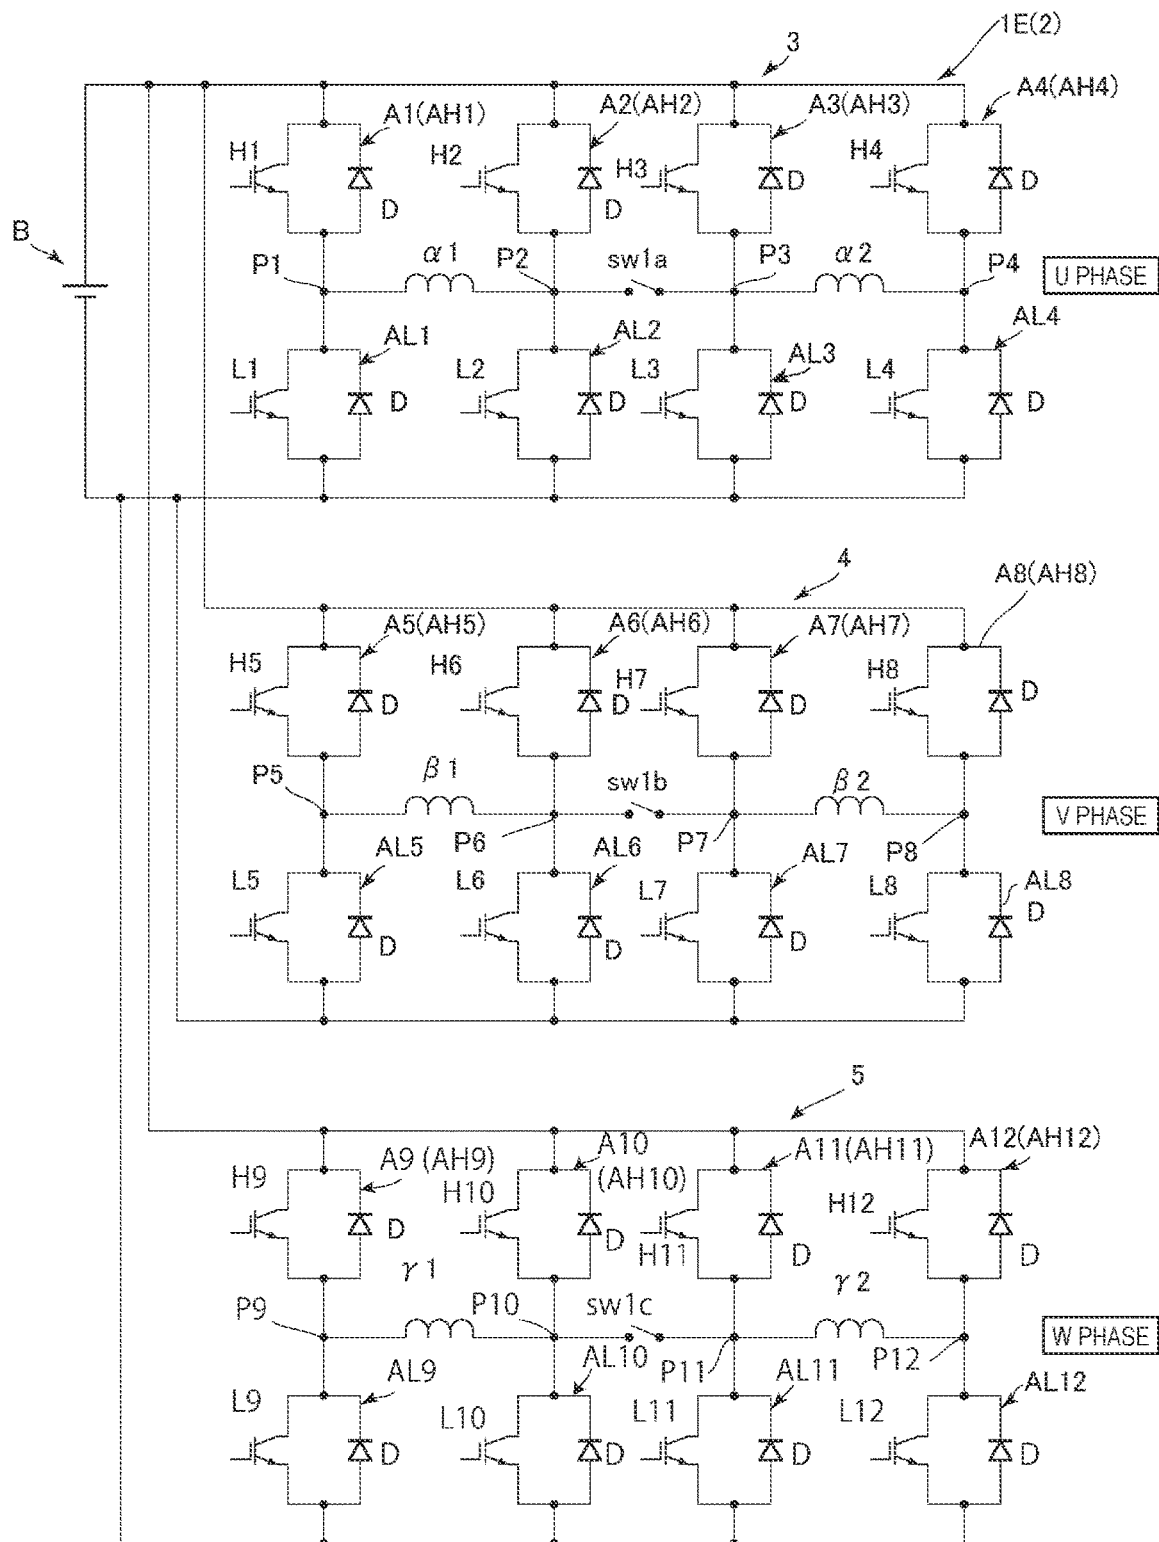 1E(2)
3
A1(AH1)
A2(AH2)
A3(AH3)
A4(AH4)
H1
H2
H3
H4
D
D
D
D
B
P1
α1
P2
sw1a
P3
α2
P4
U PHASE
AL1
AL2
AL3
AL4
L1
L2
L3
L4
D
D
D
D
4
A5(AH5)
A6(AH6)
A7(AH7)
A8(AH8)
H5
H6
H7
H8
D
D
D
D
P5
β1
P6
sw1b
P7
β2
P8
V PHASE
AL5
AL6
AL7
AL8
L5
L6
L7
L8
D
D
D
D
5
A9(AH9)
A10
(AH10)
A11(AH11)
A12(AH12)
H9
H10
H11
H12
D
D
D
D
γ1
γ2
P9
P10
sw1c
P11
P12
W PHASE
AL9
AL10
AL11
AL12
L9
L10
L11
L12
D
D
D
D